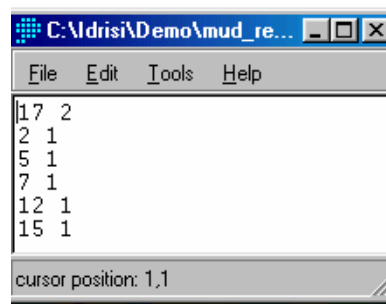 C:\Idrisi\Demo\mud_re...
File Edit Tools Help
17 2
2 1
5 1
7 1
12 1
15 1
cursor position: 1,1